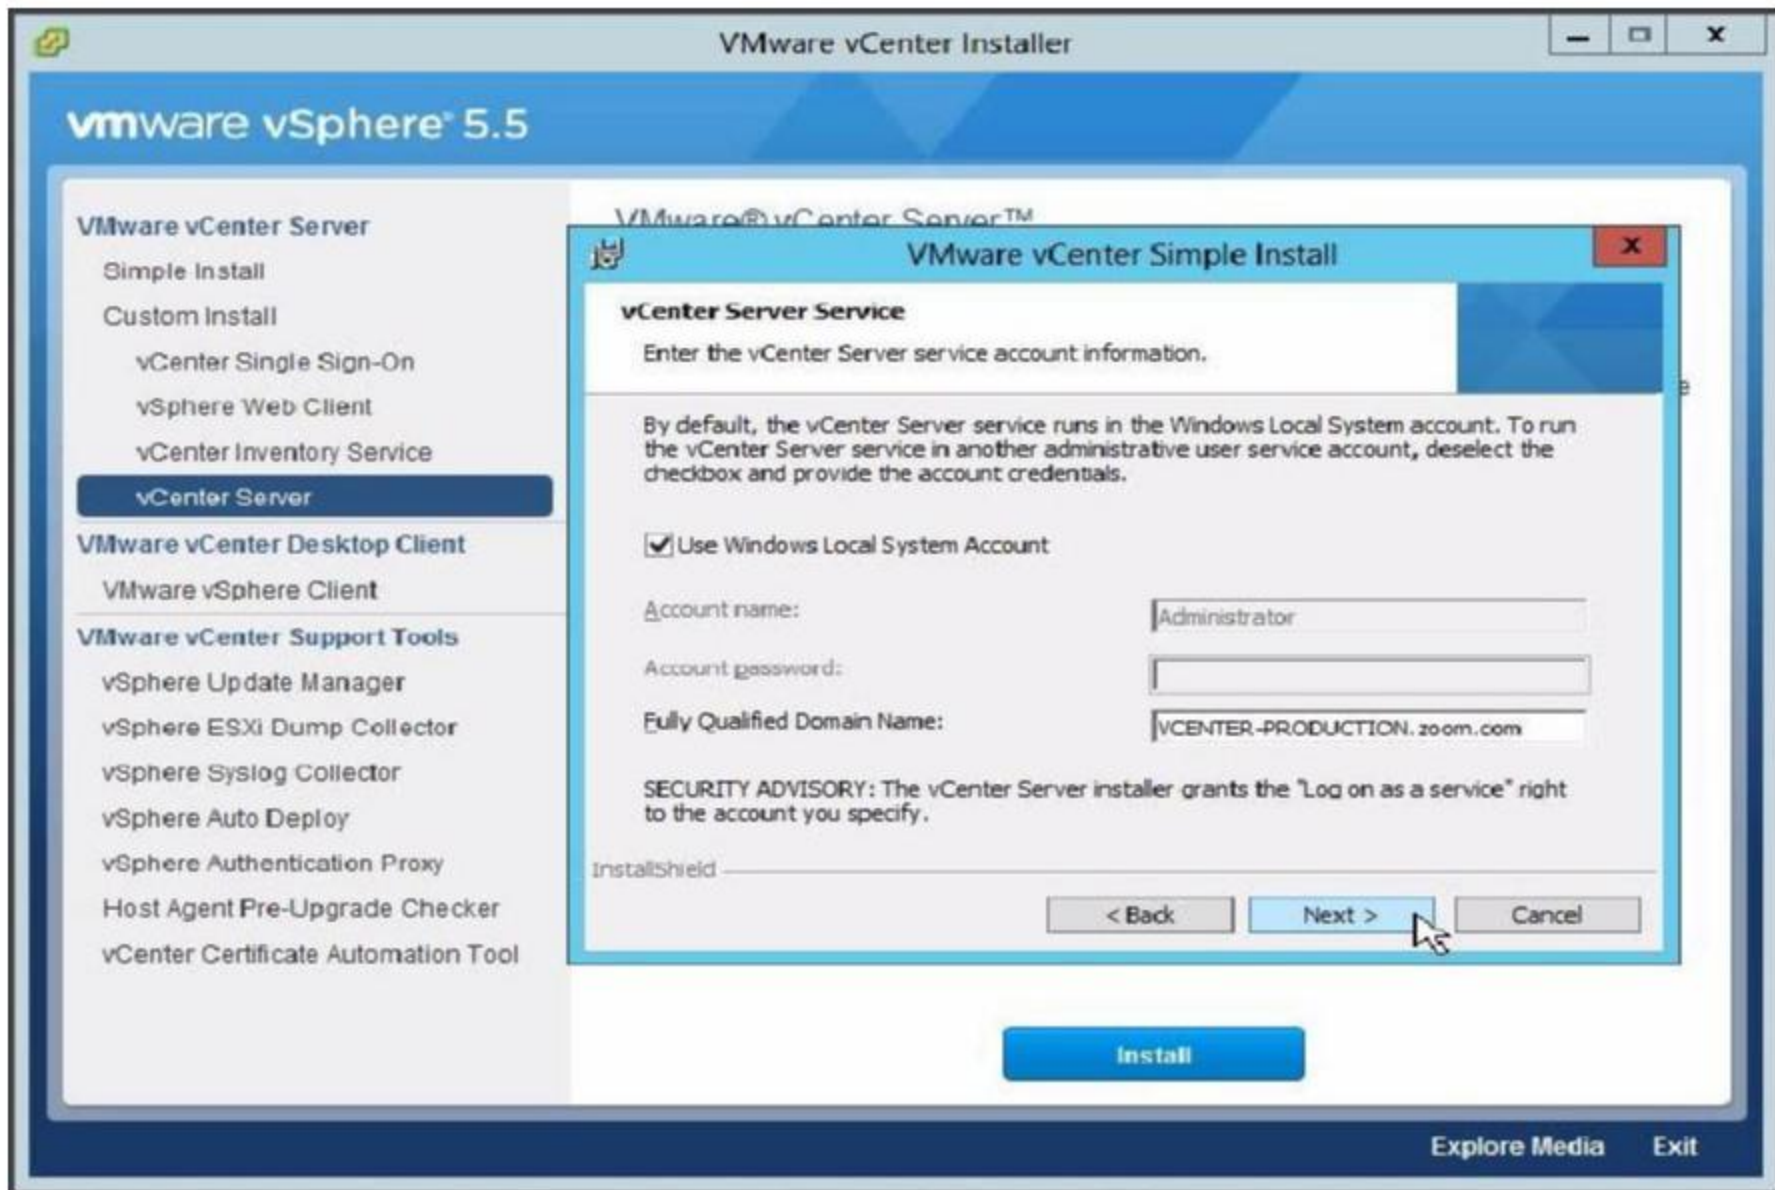 VMware vCenter Installer
vmware vSphere® 5.5
VMware vCenter Server
Simple Install
Custom Install
vCenter Single Sign-On
vSphere Web Client
vCenter Inventory Service
vCenter Server
VMware vCenter Desktop Client
VMware vSphere Client
VMware vCenter Support Tools
vSphere Update Manager
vSphere ESXi Dump Collector
vSphere Syslog Collector
vSphere Auto Deploy
vSphere Authentication Proxy
Host Agent Pre-Upgrade Checker
vCenter Certificate Automation Tool
VMware® vCenter Server™
VMware vCenter Simple Install
vCenter Server Service
Enter the vCenter Server service account information.
By default, the vCenter Server service runs in the Windows Local System account. To run
the vCenter Server service in another administrative user service account, deselect the
checkbox and provide the account credentials.
Use Windows Local System Account
Account name: Administrator
Account password:
Fully Qualified Domain Name: VCENTER-PRODUCTION.zoom.com
SECURITY ADVISORY: The vCenter Server installer grants the "Log on as a service" right
to the account you specify.
InstallShield
< Back Next > Cancel
Install
Explore Media Exit